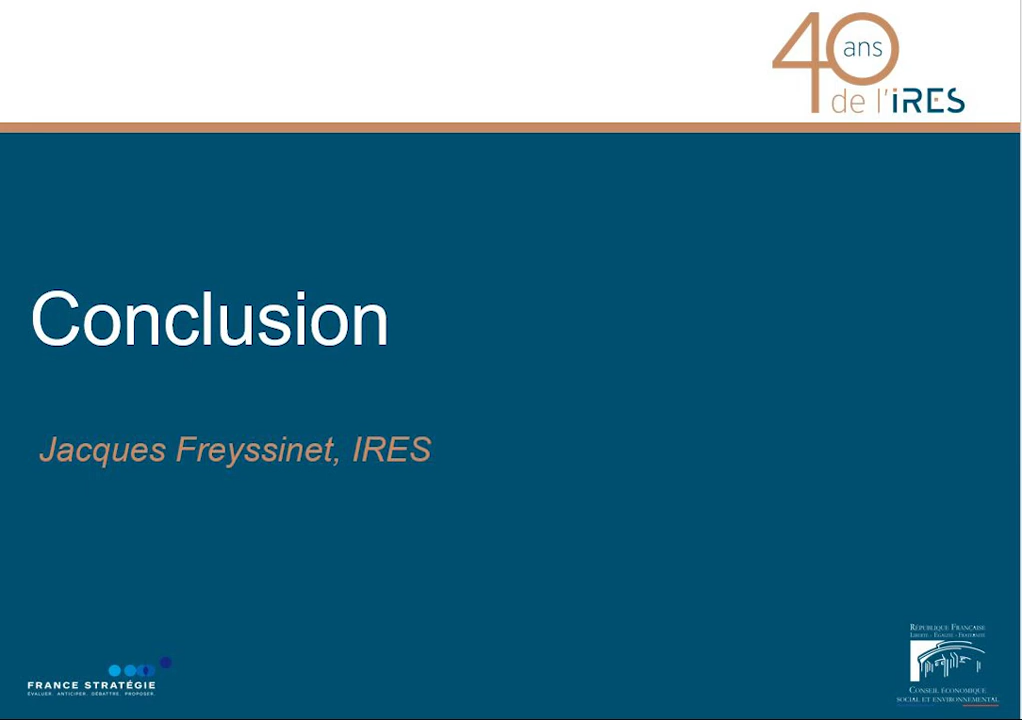 40 ans
de l'iRES
Conclusion
Jacques Freyssinet, IRES
RÉPUBLIQUE FRANÇAISE
LIBERTÉ - ÉGALITÉ - FRATERNITÉ
FRANCE STRATÉGIE
ÉVALUER. ANTICIPER. DÉBATTRE. PROPOSER.
CONSEIL ÉCONOMIQUE
SOCIAL ET ENVIRONNEMENTAL